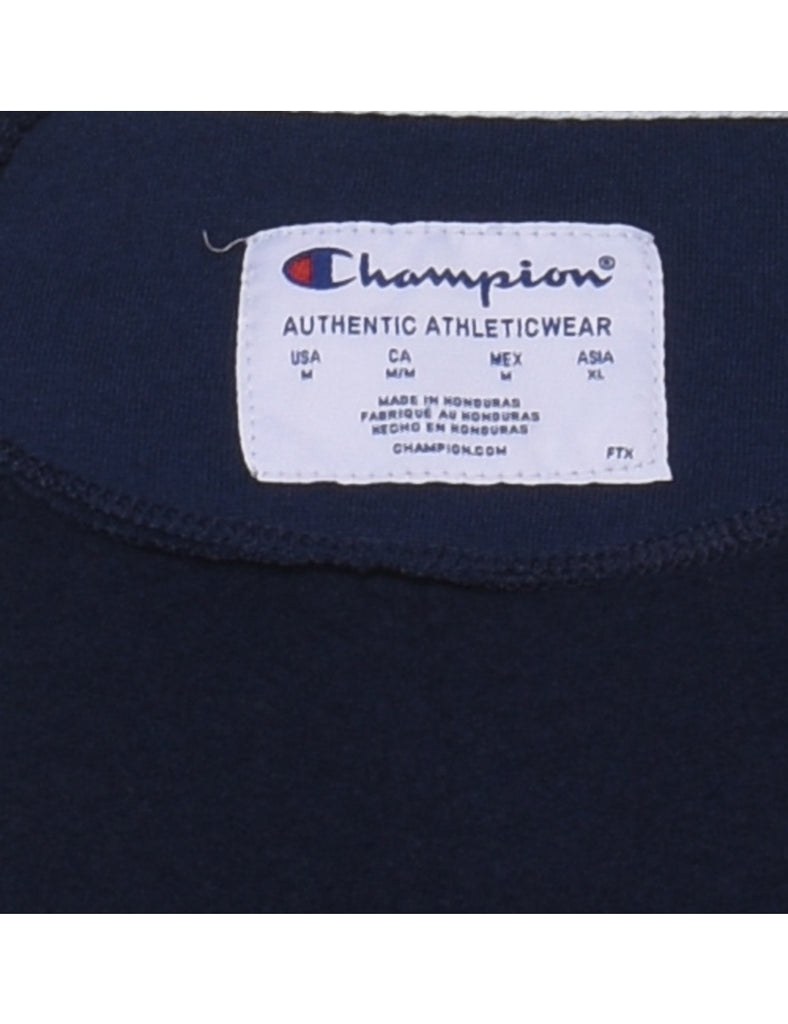 Champion®
AUTHENTIC ATHLETICWEAR
USA CA MEX ASIA
M M/M M XL
MADE IN HONDURAS
FABRIQUÉ AU HONDURAS
HECHO EN HONDURAS
CHAMPION.COM FTX